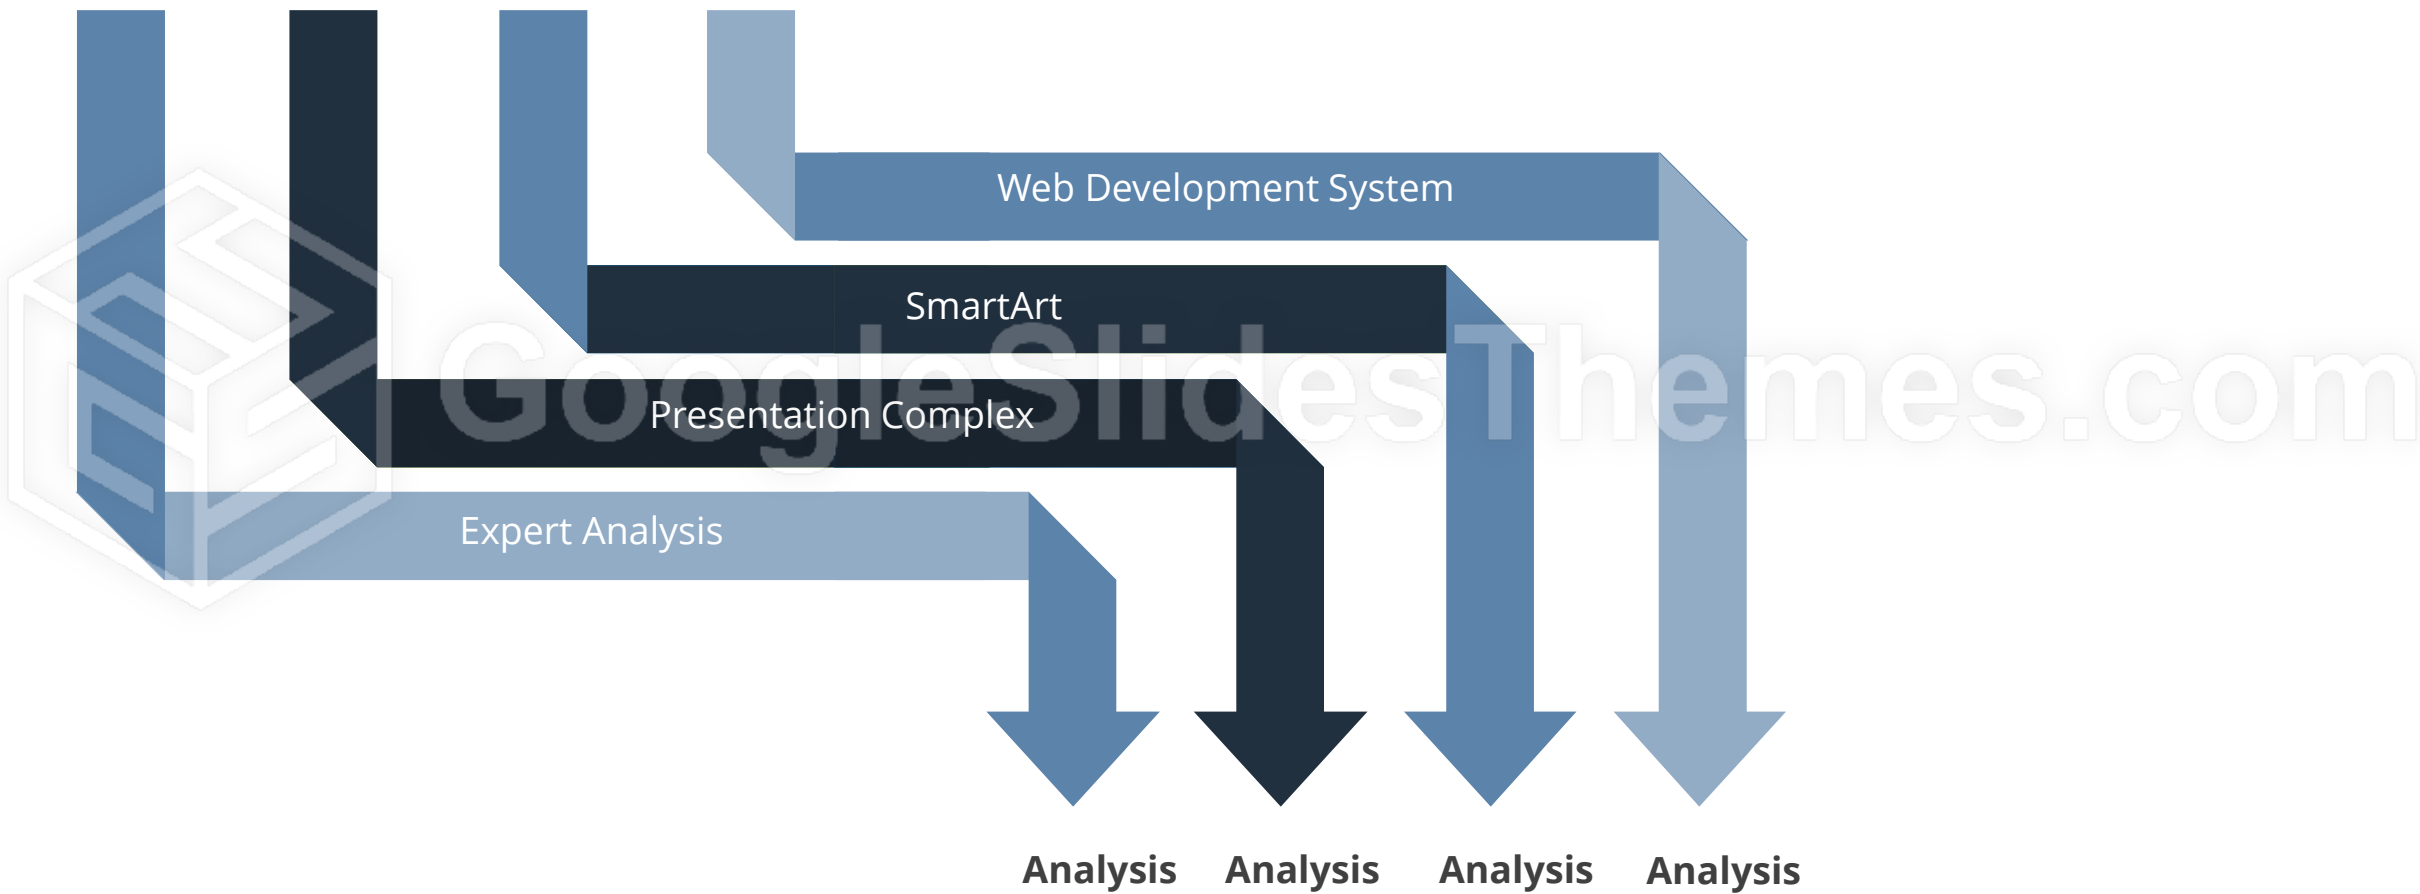 Web Development System
SmartArt
GoogleSlidesThemes.com
Presentation Complex
Expert Analysis
Analysis
Analysis
Analysis
Analysis